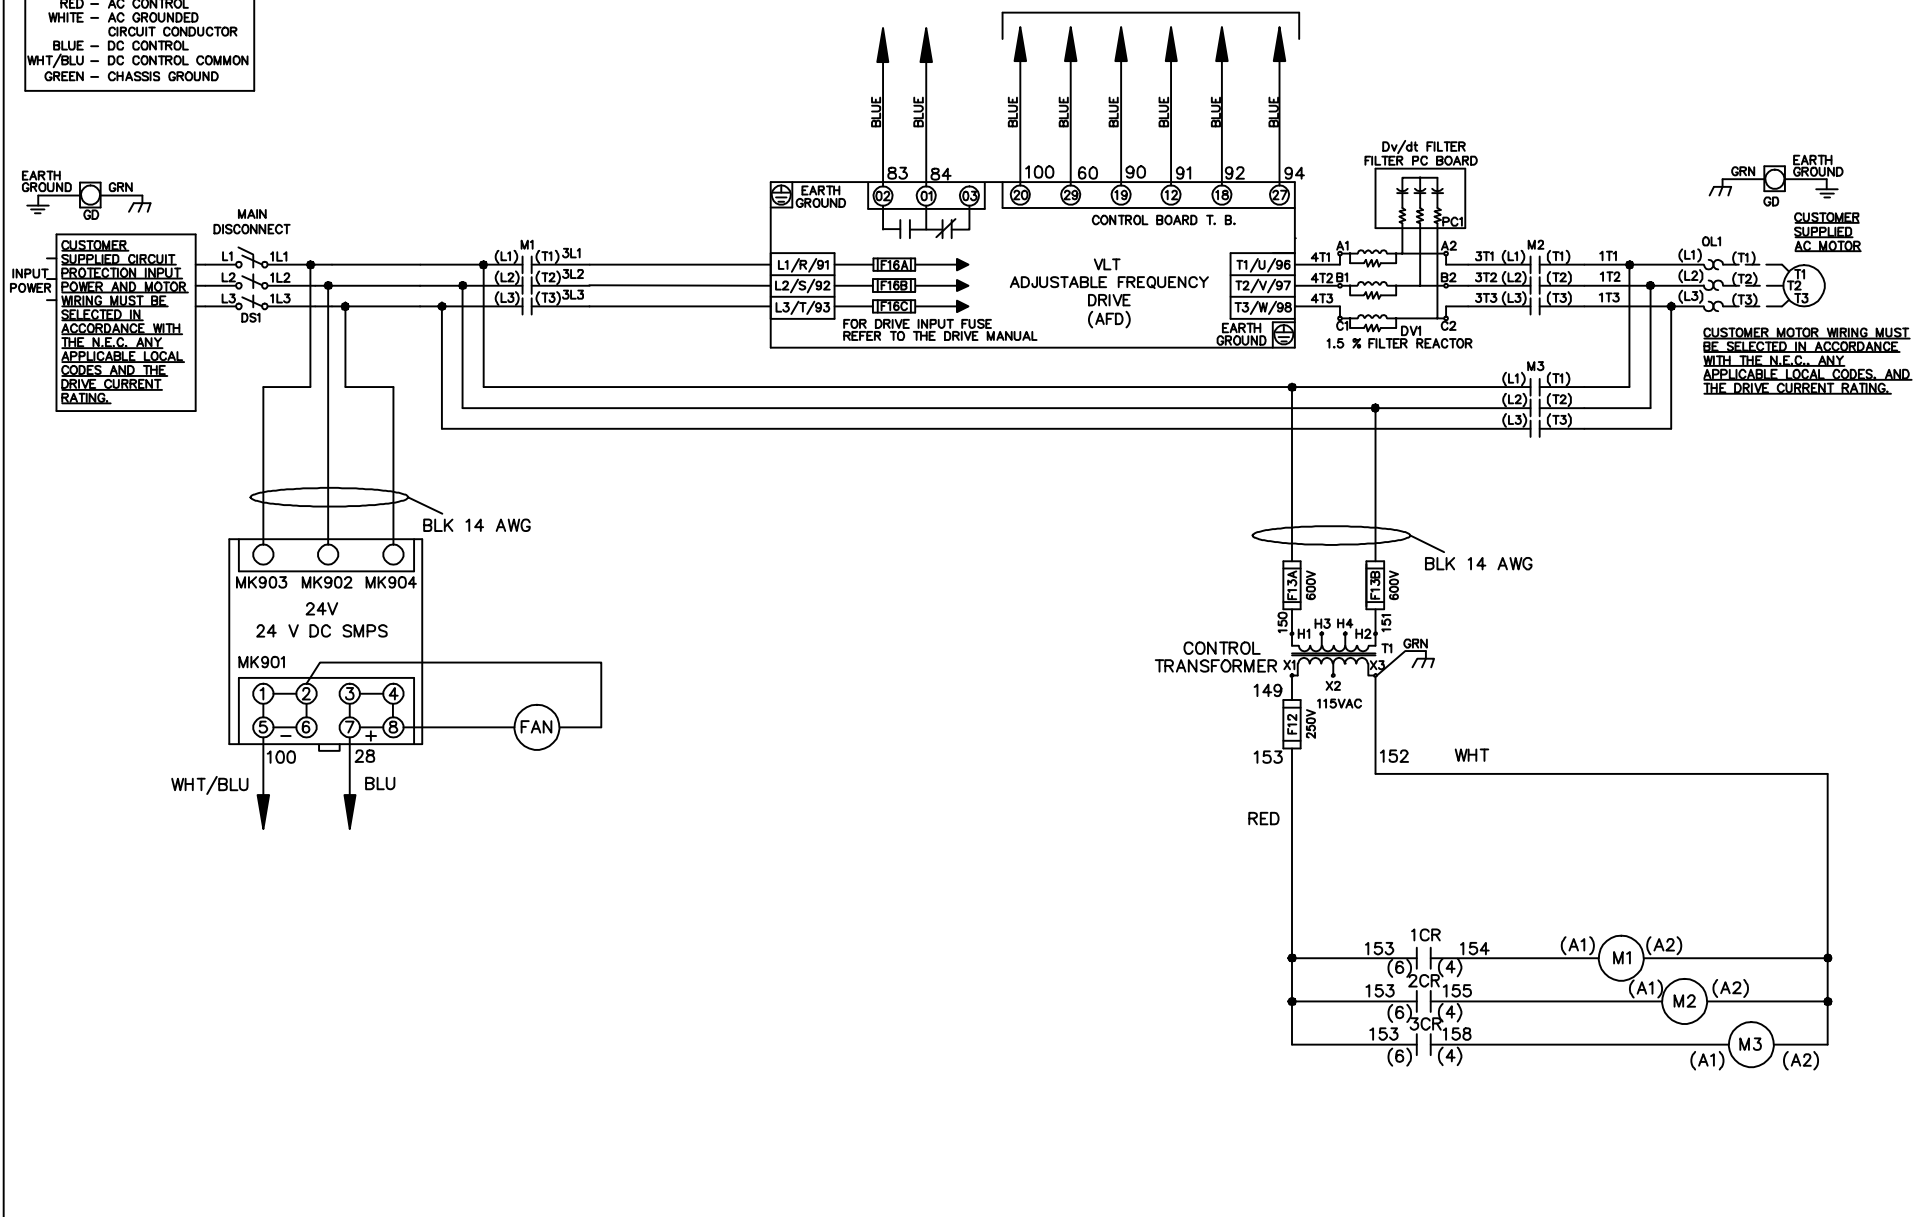 RED – AC CONTROL
WHITE – AC GROUNDED
CIRCUIT CONDUCTOR
BLUE – DC CONTROL
WHT/BLU – DC CONTROL COMMON
GREEN – CHASSIS GROUND
BLUE
BLUE
BLUE
BLUE
BLUE
BLUE
BLUE
BLUE
83
84
100
60
90
91
92
94
EARTH
GROUND
02
01
03
20
29
19
12
18
27
CONTROL BOARD T. B.
EARTH
GROUND
GRN
GD
MAIN
DISCONNECT
INPUT
POWER
CUSTOMER
SUPPLIED CIRCUIT
PROTECTION INPUT
POWER AND MOTOR
WIRING MUST BE
SELECTED IN
ACCORDANCE WITH
THE N.E.C. ANY
APPLICABLE LOCAL
CODES AND THE
DRIVE CURRENT
RATING.
L1 1L1
L2 1L2
L3 1L3
DS1
M1
(L1) (T1) 3L1
(L2) (T2) 3L2
(L3) (T3) 3L3
L1/R/91
L2/S/92
L3/T/93
F16A
F16B
F16C
FOR DRIVE INPUT FUSE
REFER TO THE DRIVE MANUAL
VLT
ADJUSTABLE FREQUENCY
DRIVE
(AFD)
T1/U/96
T2/V/97
T3/W/98
EARTH
GROUND
Dv/dt FILTER
FILTER PC BOARD
PC1
4T1 A1 A2
4T2 B1 B2
4T3
C1 C2
DV1
1.5 % FILTER REACTOR
M2
3T1 (L1) (T1) 1T1
3T2 (L2) (T2) 1T2
3T3 (L3) (T3) 1T3
OL1
(L1) (T1)
(L2) (T2)
(L3) (T3)
T1
T2
T3
GRN
GD
EARTH
GROUND
CUSTOMER
SUPPLIED
AC MOTOR
CUSTOMER MOTOR WIRING MUST
BE SELECTED IN ACCORDANCE
WITH THE N.E.C., ANY
APPLICABLE LOCAL CODES, AND
THE DRIVE CURRENT RATING.
M3
(L1) (T1)
(L2) (T2)
(L3) (T3)
BLK 14 AWG
MK903 MK902 MK904
24V
24 V DC SMPS
MK901
1 2 3 4
5 – 6 7 + 8
FAN
100
28
WHT/BLU
BLU
BLK 14 AWG
F13A
600V
F13B
600V
150
151
H1 H3 H4 H2
T1
GRN
CONTROL
TRANSFORMER
X1 X3
X2
115VAC
149
F12
250V
153
152
WHT
RED
1CR
153 154 (A1) M1 (A2)
(6) (4)
2CR
153 155 (A1) M2 (A2)
(6) (4)
3CR
153 158 M3
(6) (4) (A1) (A2)